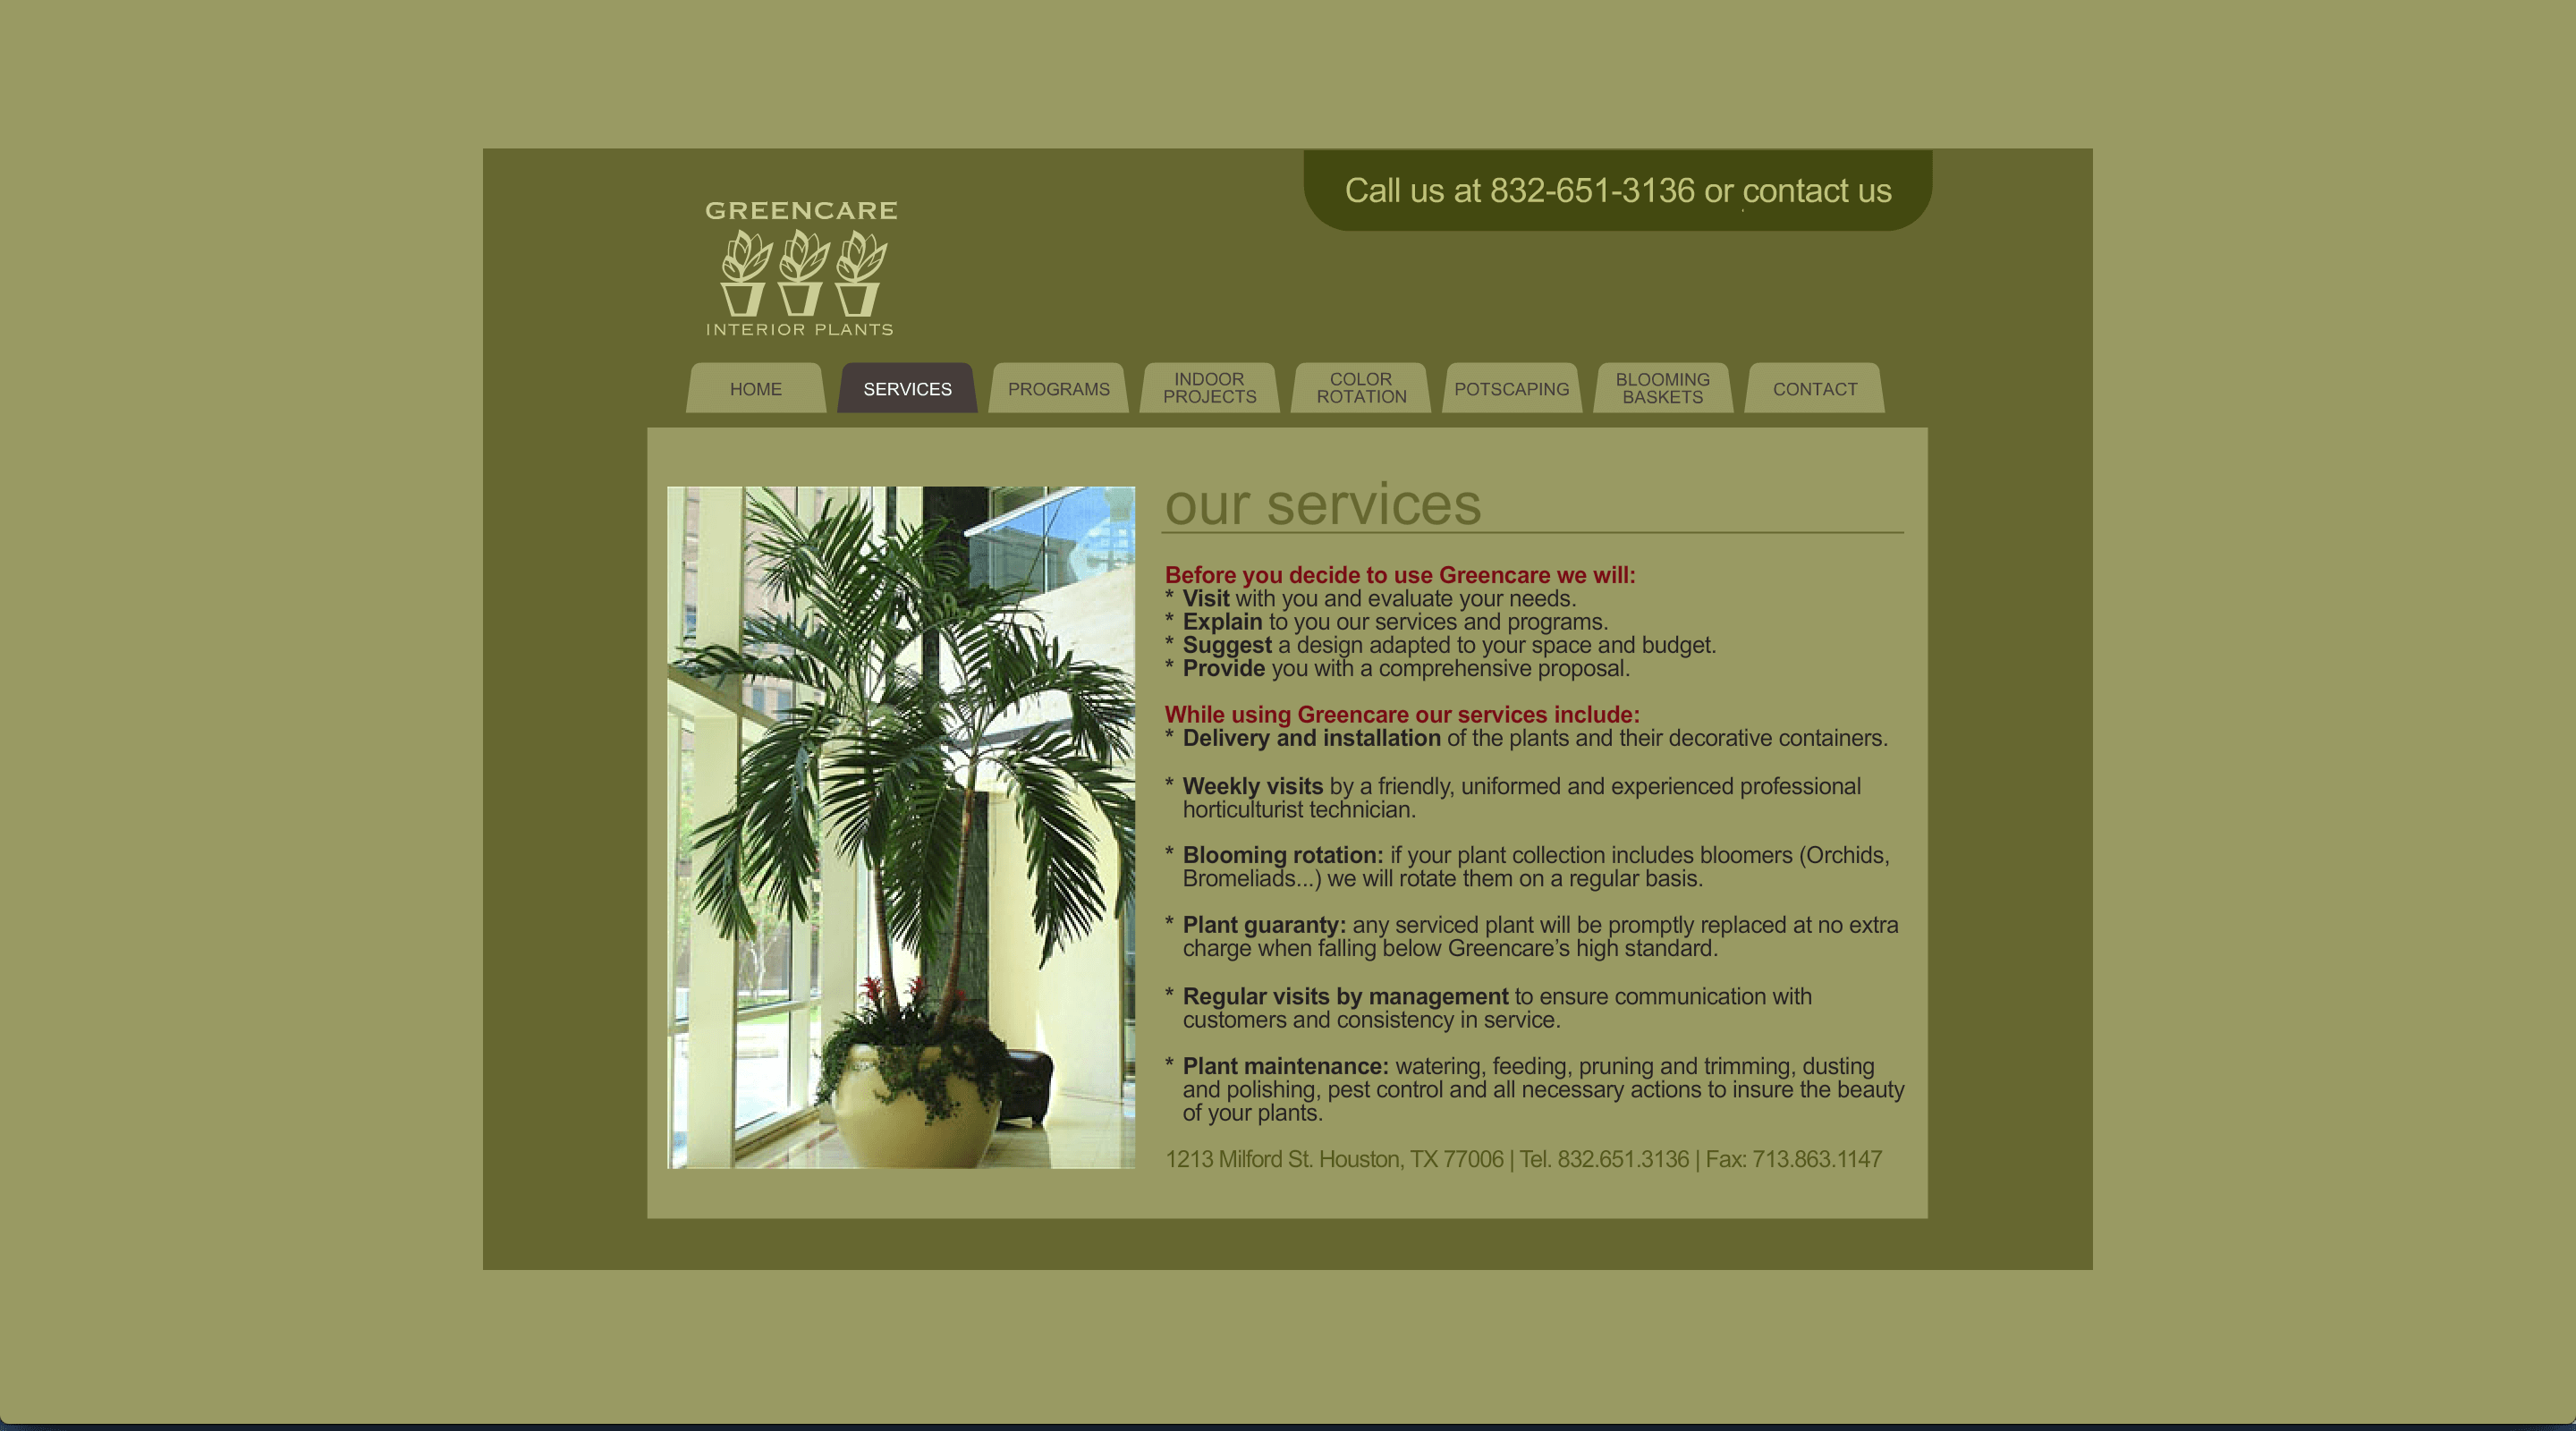 Call us at 832-651-3136 or contact us
GREENCARE
INTERIOR PLANTS
HOME
SERVICES
PROGRAMS
INDOOR
PROJECTS
COLOR
ROTATION
POTSCAPING
BLOOMING
BASKETS
CONTACT
our services
Before you decide to use Greencare we will:
* Visit with you and evaluate your needs.
* Explain to you our services and programs.
* Suggest a design adapted to your space and budget.
* Provide you with a comprehensive proposal.
While using Greencare our services include:
* Delivery and installation of the plants and their decorative containers.
* Weekly visits by a friendly, uniformed and experienced professional
horticulturist technician.
* Blooming rotation: if your plant collection includes bloomers (Orchids,
Bromeliads...) we will rotate them on a regular basis.
* Plant guaranty: any serviced plant will be promptly replaced at no extra
charge when falling below Greencare’s high standard.
* Regular visits by management to ensure communication with
customers and consistency in service.
* Plant maintenance: watering, feeding, pruning and trimming, dusting
and polishing, pest control and all necessary actions to insure the beauty
of your plants.
1213 Milford St. Houston, TX 77006 | Tel. 832.651.3136 | Fax: 713.863.1147